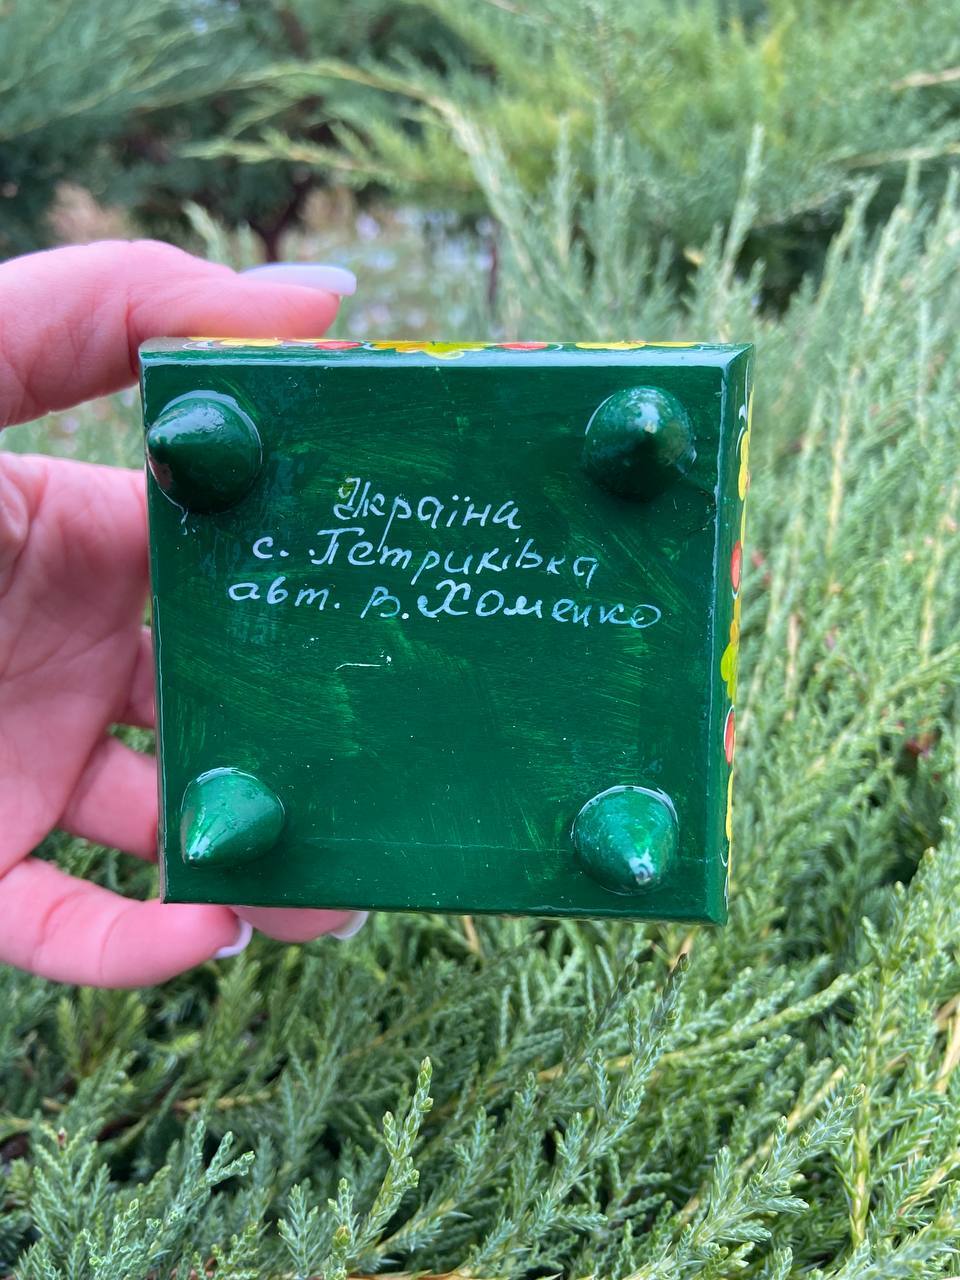 Україна
с. Петриківка
авт. В. Хоменко